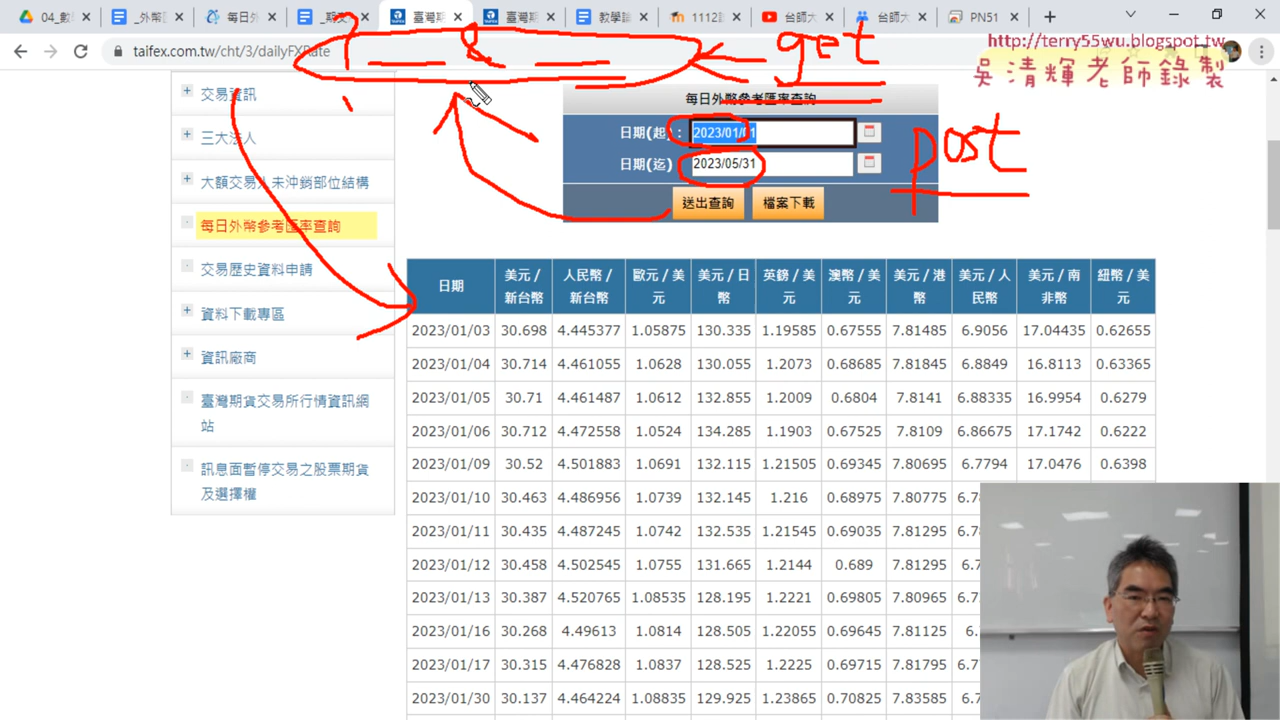 04_數
_外幣
每日外
_期交
臺灣期
臺灣期
教學論
1112
台師大
台師大
PN51
taifex.com.tw/cht/3/dailyFXRate
http://terry55wu.blogspot.tw
吳清輝老師錄製
? & get
post
交易資訊
三大法人
大額交易人未沖銷部位結構
每日外幣參考匯率查詢
交易歷史資料申請
資料下載專區
資訊廠商
臺灣期貨交易所行情資訊網
站
訊息面暫停交易之股票期貨
及選擇權
每日外幣參考匯率查詢
日期(起): 2023/01/01
日期(迄) 2023/05/31
送出查詢 檔案下載
日期 美元/新台幣 人民幣/新台幣 歐元/美元 美元/日幣 英鎊/美元 澳幣/美元 美元/港幣 美元/人民幣 美元/南非幣 紐幣/美元
2023/01/03 30.698 4.445377 1.05875 130.335 1.19585 0.67555 7.81485 6.9056 17.04435 0.62655
2023/01/04 30.714 4.461055 1.0628 130.055 1.2073 0.68685 7.81845 6.8849 16.8113 0.63365
2023/01/05 30.71 4.461487 1.0612 132.855 1.2009 0.6804 7.8141 6.88335 16.9954 0.6279
2023/01/06 30.712 4.472558 1.0524 134.285 1.1903 0.67525 7.8109 6.86675 17.1742 0.6222
2023/01/09 30.52 4.501883 1.0691 132.115 1.21505 0.69345 7.80695 6.7794 17.0476 0.6398
2023/01/10 30.463 4.486956 1.0739 132.145 1.216 0.68975 7.80775
2023/01/11 30.435 4.487245 1.0742 132.535 1.21545 0.69035 7.81295
2023/01/12 30.458 4.502545 1.0755 131.665 1.2144 0.689 7.81295
2023/01/13 30.387 4.520765 1.08535 128.195 1.2221 0.69805 7.80965
2023/01/16 30.268 4.49613 1.0814 128.505 1.22055 0.69645 7.81125
2023/01/17 30.315 4.476828 1.0837 128.525 1.2225 0.69715 7.81795
2023/01/30 30.137 4.464224 1.08835 129.925 1.23865 0.70825 7.83585